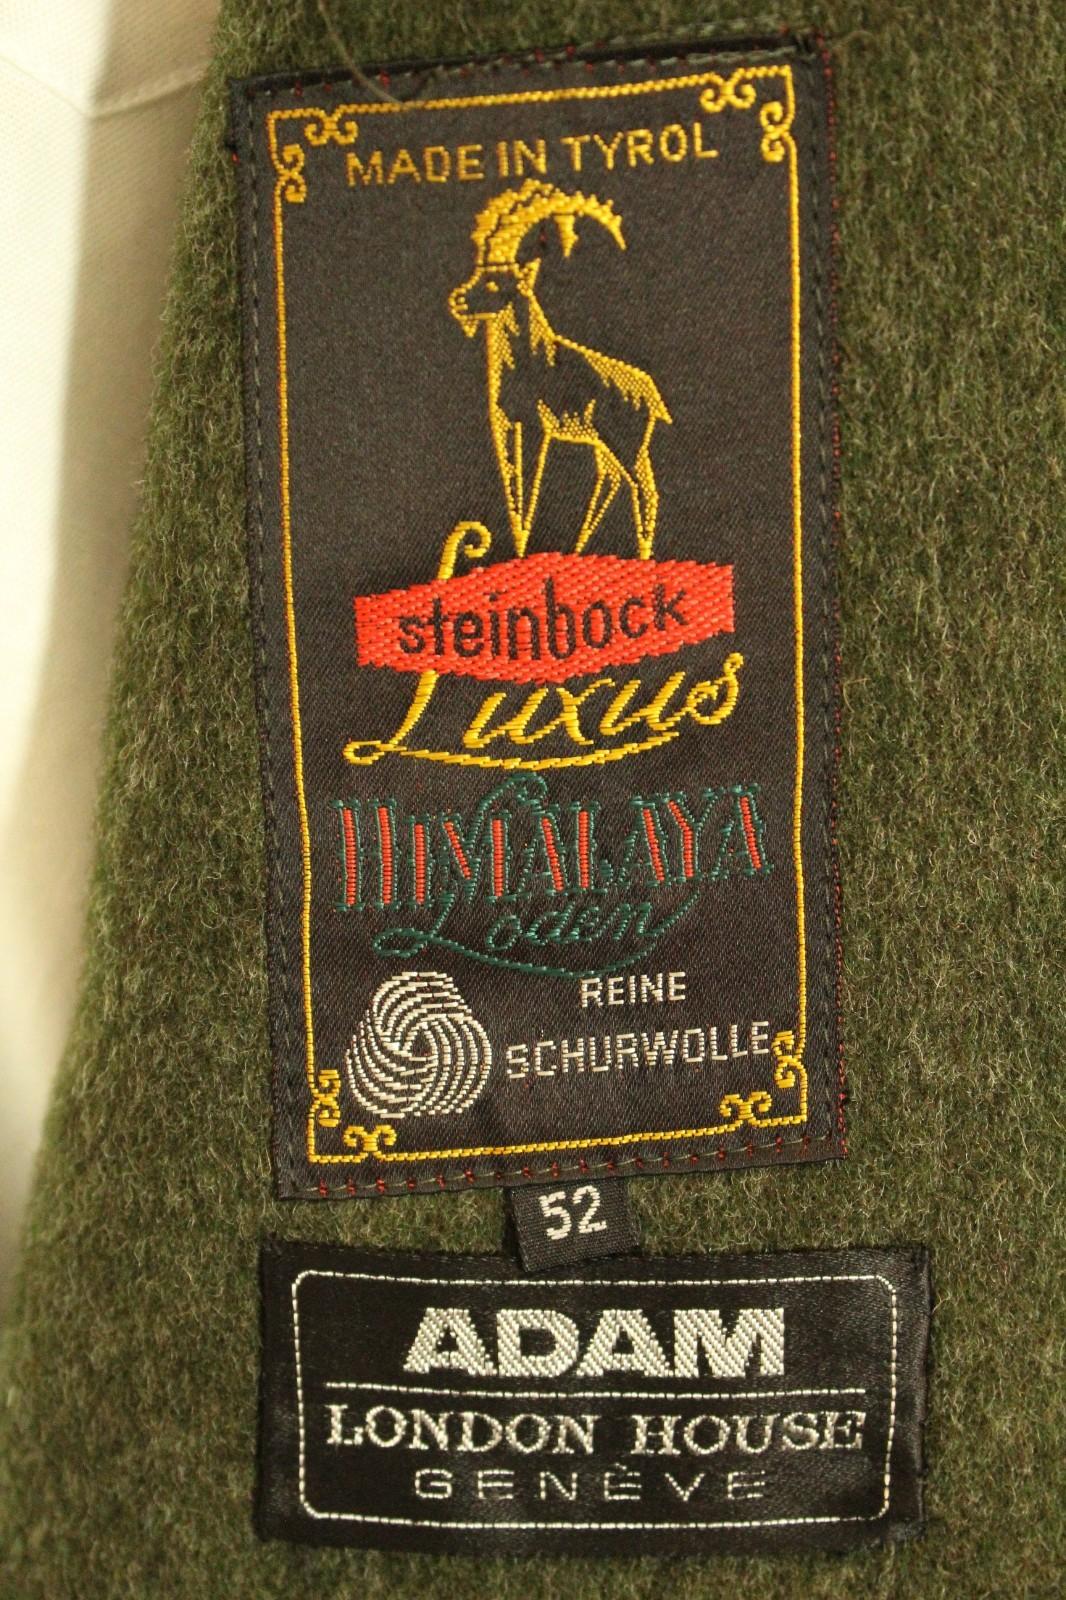 MADE IN TYROL
steinbock
Luxus
HIMALAYA
Loden
REINE
SCHURWOLLE
52
ADAM
LONDON HOUSE
GENÈVE